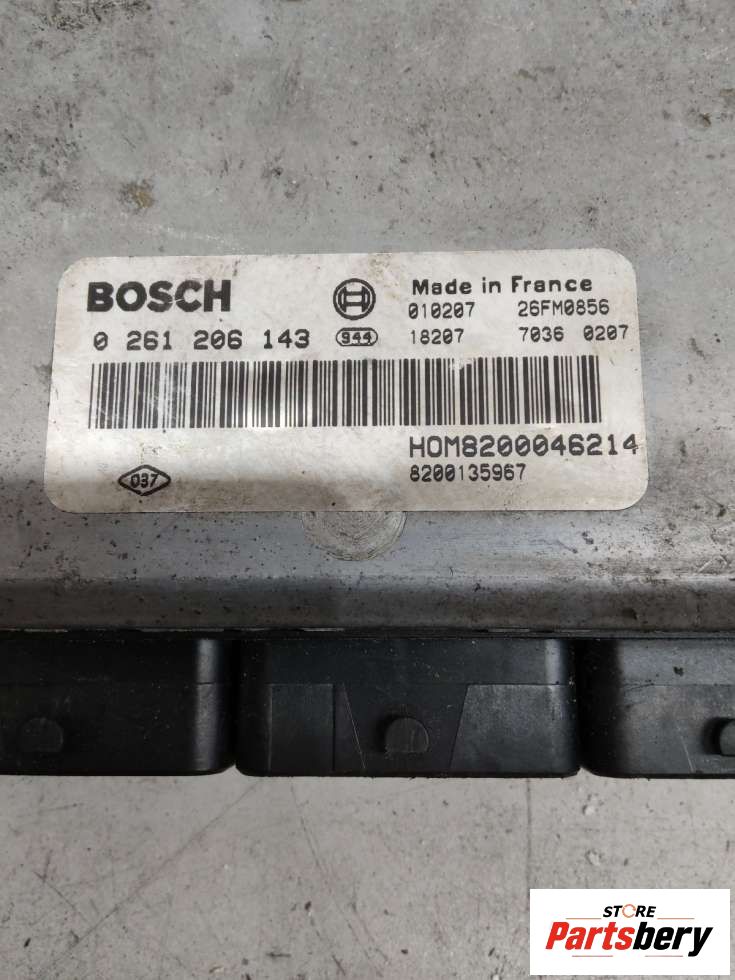 BOSCH
Made in France
010207 26FM0856
0 261 206 143 944 18207 7036 0207
HOM8200046214
037 8200135967
STORE
Partsbery